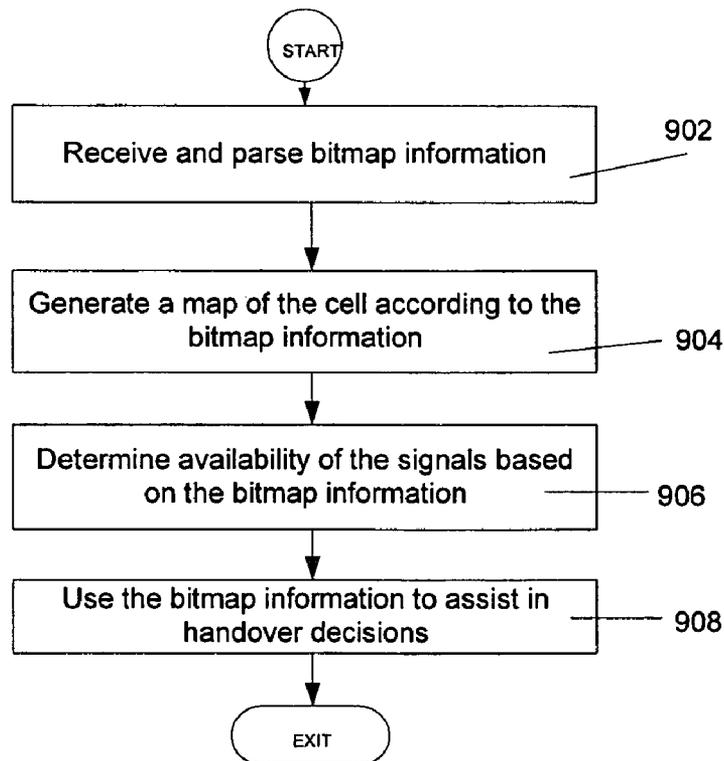 START
Receive and parse bitmap information
902
Generate a map of the cell according to the
bitmap information
904
Determine availability of the signals based
on the bitmap information
906
Use the bitmap information to assist in
handover decisions
908
EXIT